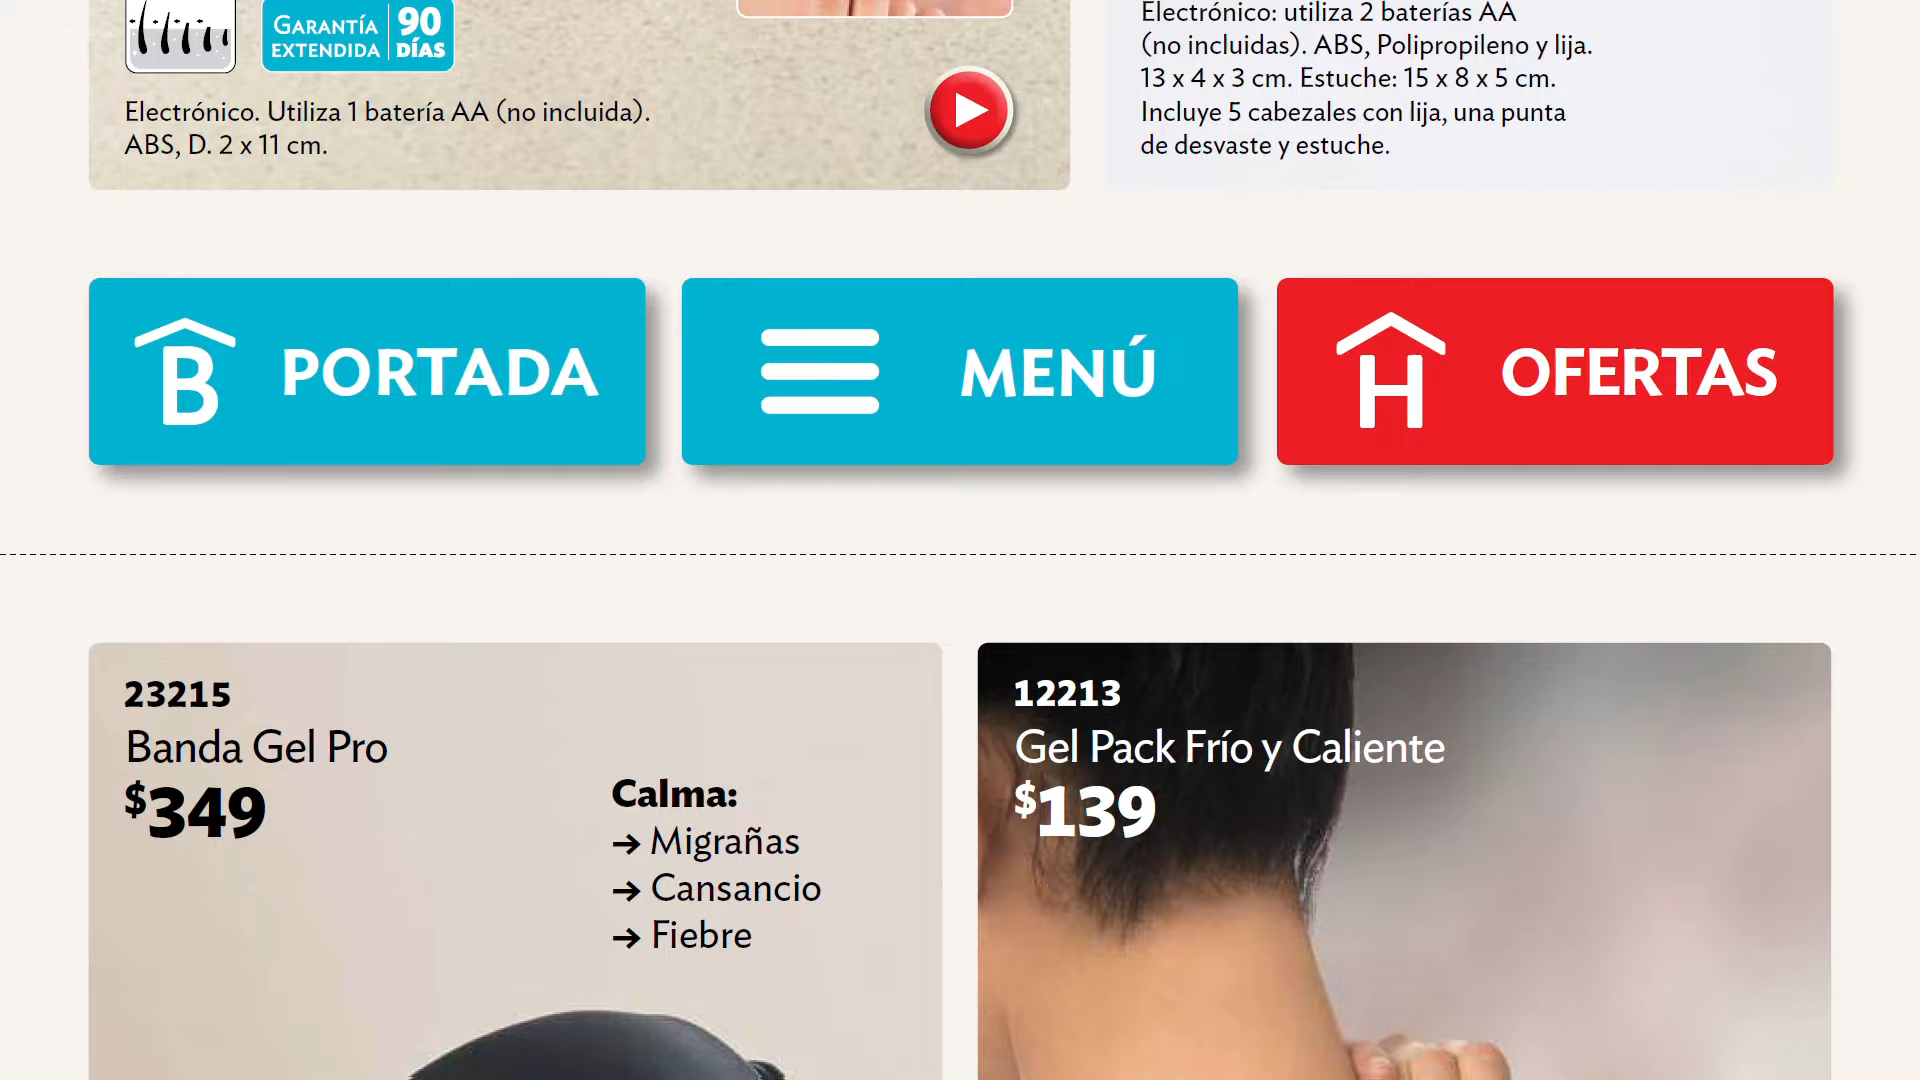 GARANTÍA EXTENDIDA 90 DÍAS
Electrónico. Utiliza 1 batería AA (no incluida).
ABS, D. 2 x 11 cm.
Electrónico: utiliza 2 baterías AA
(no incluidas). ABS, Polipropileno y lija.
13 x 4 x 3 cm. Estuche: 15 x 8 x 5 cm.
Incluye 5 cabezales con lija, una punta
de desvaste y estuche.
B PORTADA
MENÚ
H OFERTAS
23215
Banda Gel Pro
$349
Calma:
→ Migrañas
→ Cansancio
→ Fiebre
12213
Gel Pack Frío y Caliente
$139